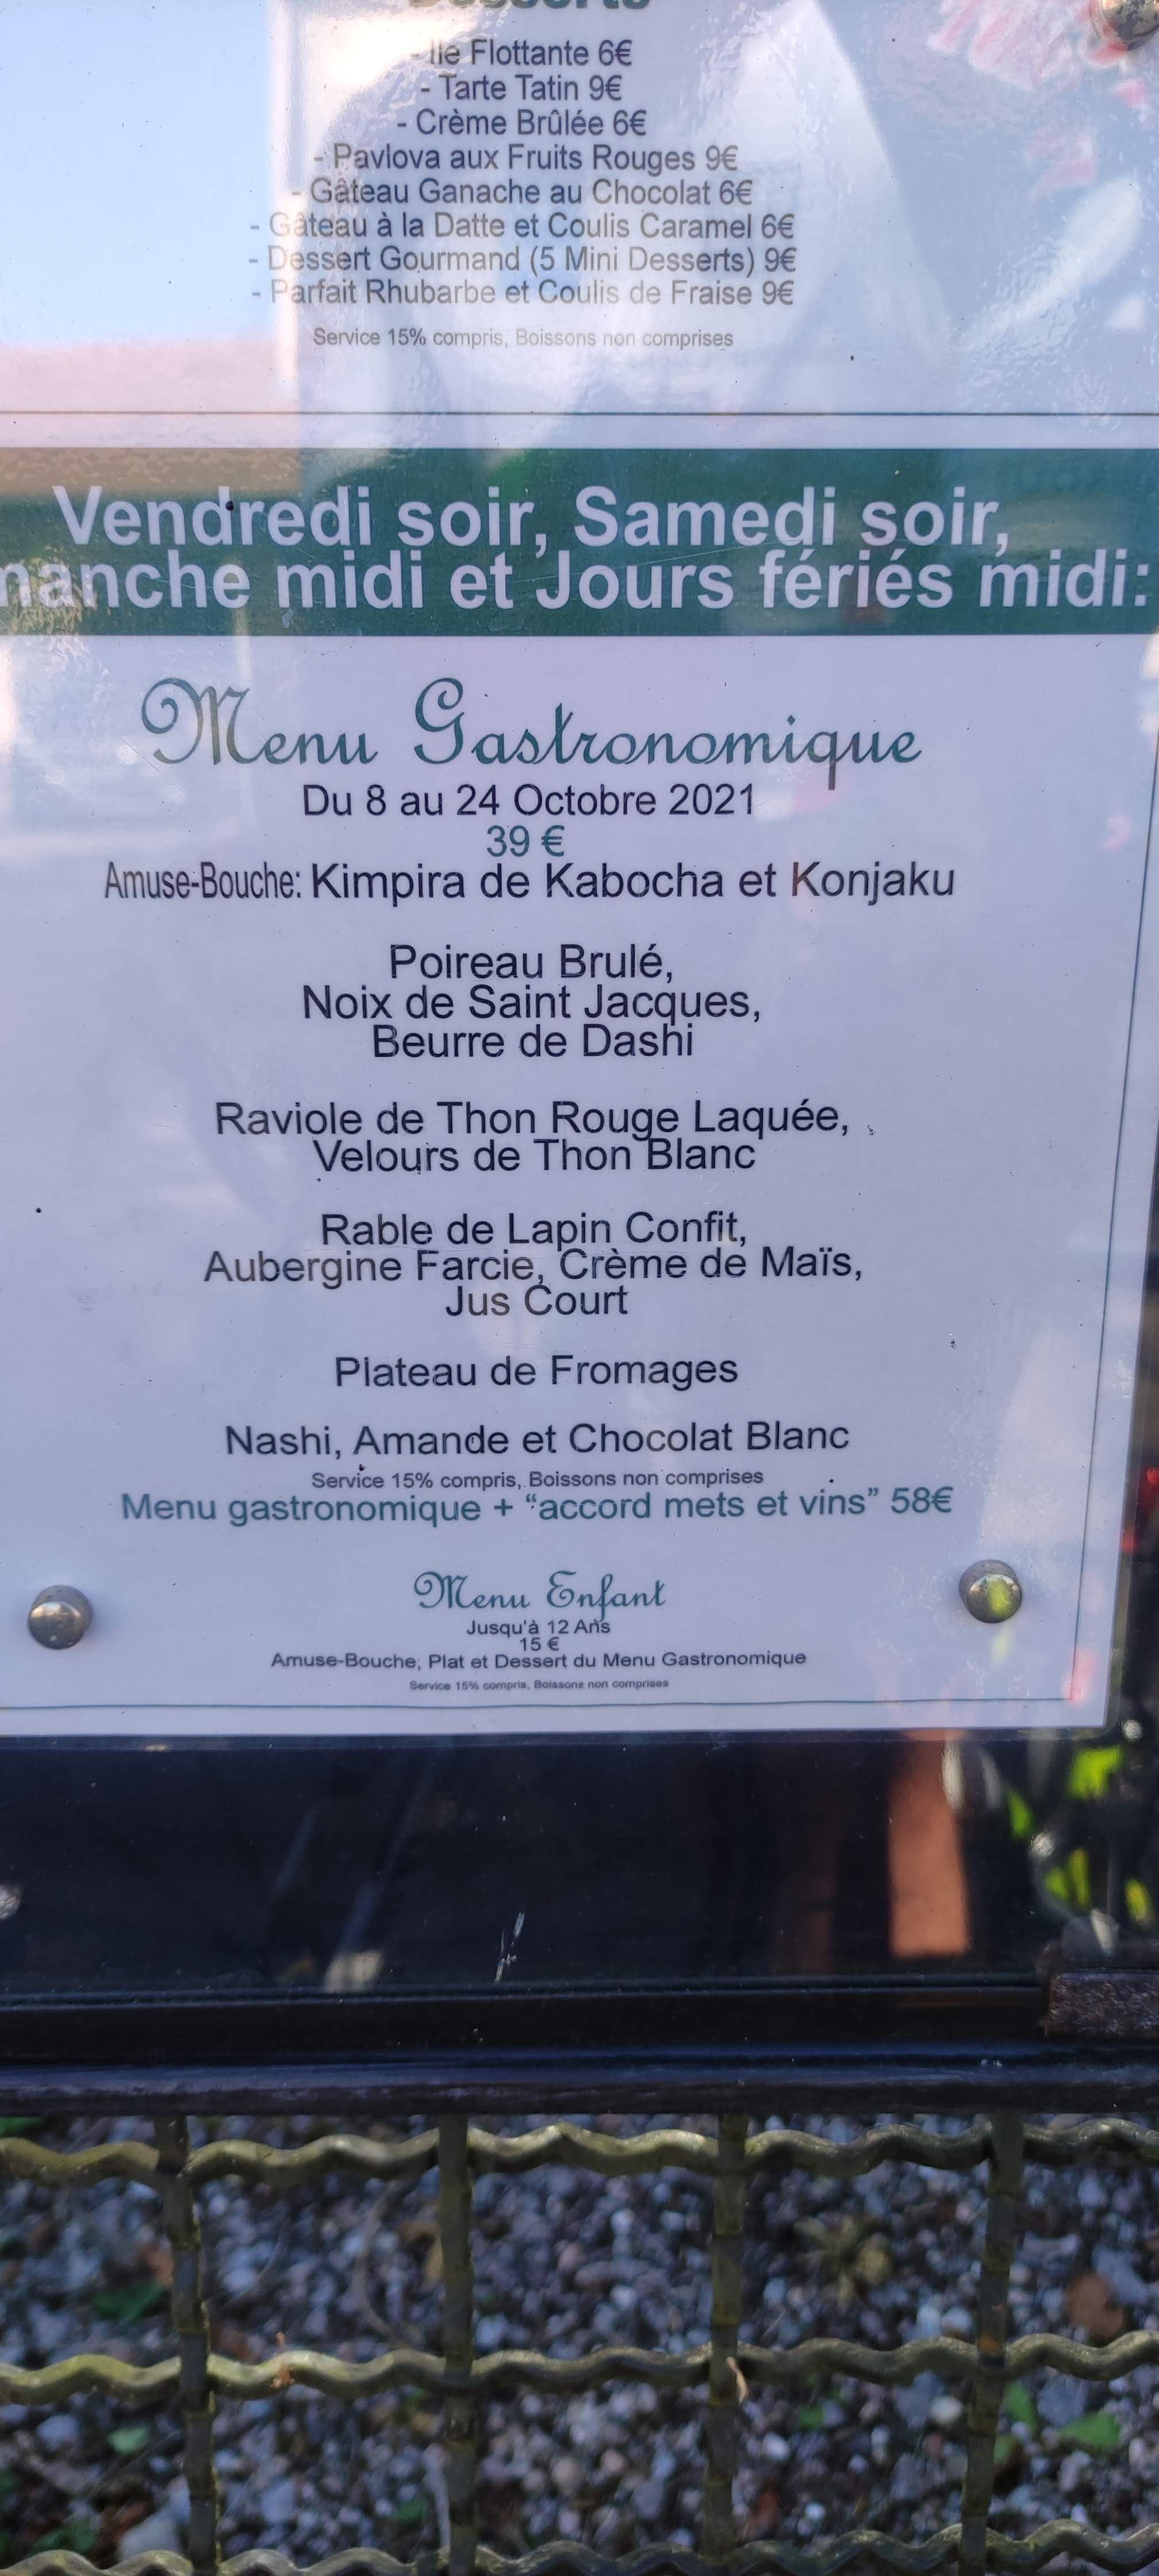 Desserts
- Ile Flottante 6€
- Tarte Tatin 9€
- Crème Brûlée 6€
- Pavlova aux Fruits Rouges 9€
- Gâteau Ganache au Chocolat 6€
- Gâteau à la Datte et Coulis Caramel 6€
- Dessert Gourmand (5 Mini Desserts) 9€
- Parfait Rhubarbe et Coulis de Fraise 9€
Service 15% compris, Boissons non comprises
Vendredi soir, Samedi soir,
manche midi et Jours fériés midi:
Menu Gastronomique
Du 8 au 24 Octobre 2021
39 €
Amuse-Bouche: Kimpira de Kabocha et Konjaku
Poireau Brulé,
Noix de Saint Jacques,
Beurre de Dashi
Raviole de Thon Rouge Laquée,
Velours de Thon Blanc
Rable de Lapin Confit,
Aubergine Farcie, Crème de Maïs,
Jus Court
Plateau de Fromages
Nashi, Amande et Chocolat Blanc
Service 15% compris, Boissons non comprises
Menu gastronomique + “accord mets et vins” 58€
Menu Enfant
Jusqu'à 12 Ans
15 €
Amuse-Bouche, Plat et Dessert du Menu Gastronomique
Service 15% compris, Boissons non comprises